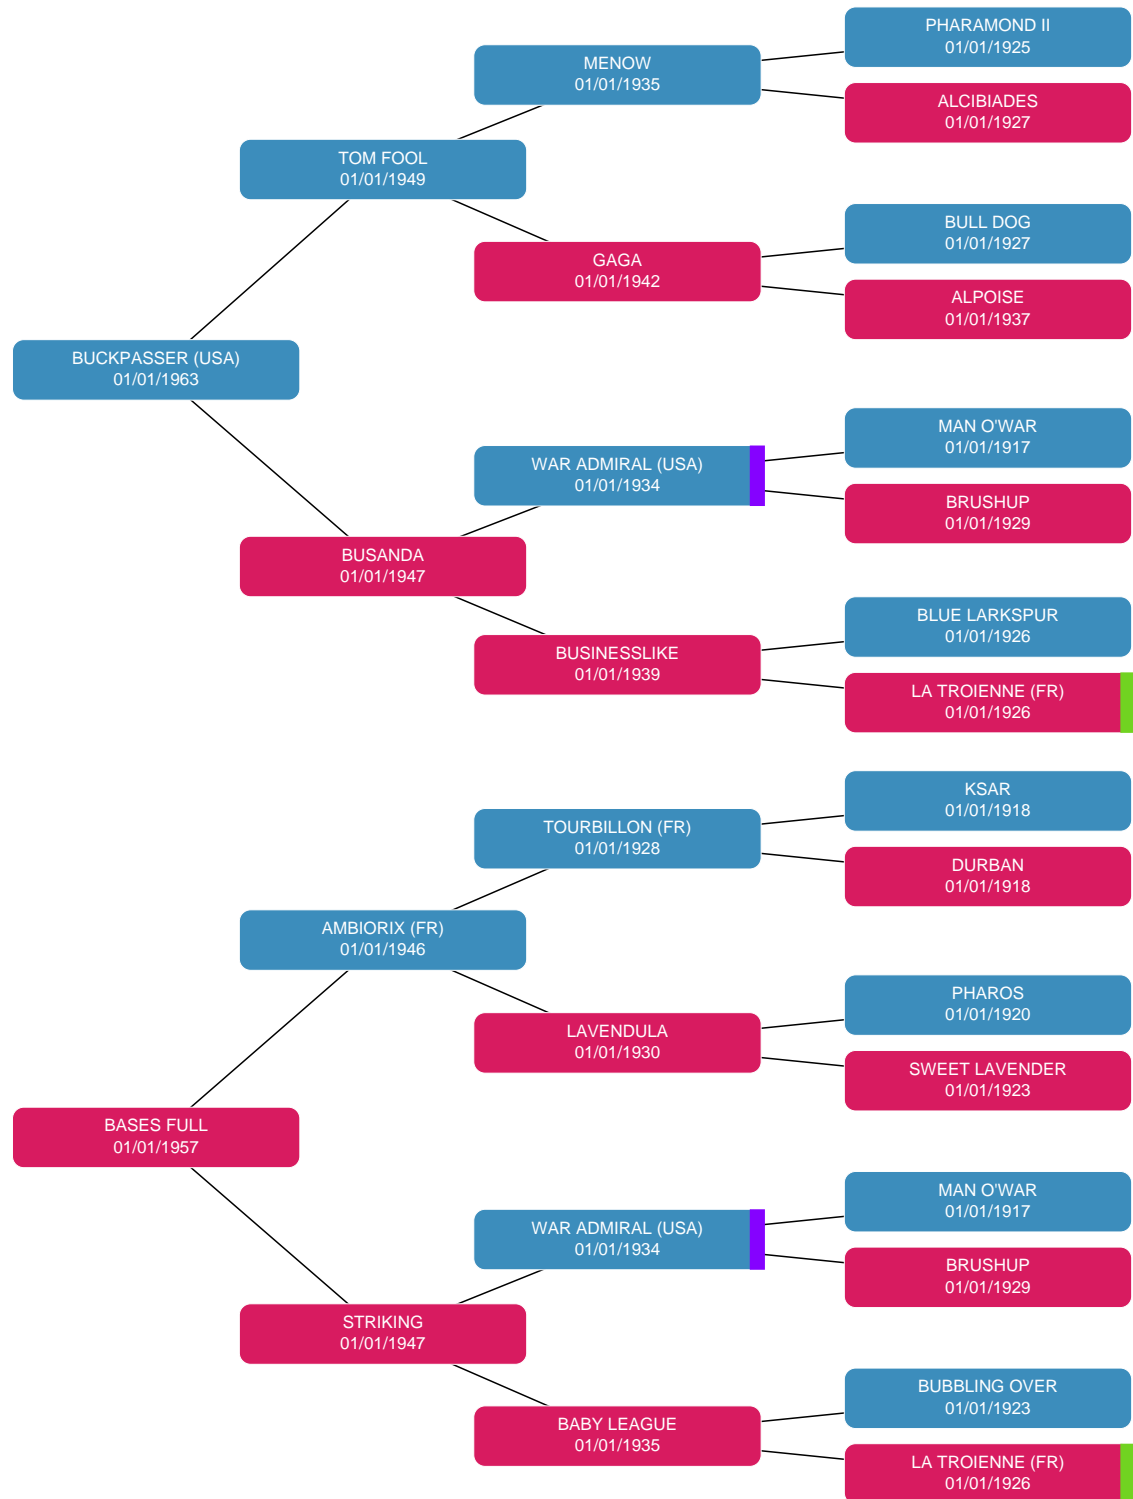 PHARAMOND II
01/01/1925
MENOW
01/01/1935
ALCIBIADES
01/01/1927
TOM FOOL
01/01/1949
BULL DOG
01/01/1927
GAGA
01/01/1942
ALPOISE
01/01/1937
BUCKPASSER (USA)
01/01/1963
MAN O'WAR
01/01/1917
WAR ADMIRAL (USA)
01/01/1934
BRUSHUP
01/01/1929
BUSANDA
01/01/1947
BLUE LARKSPUR
01/01/1926
BUSINESSLIKE
01/01/1939
LA TROIENNE (FR)
01/01/1926
KSAR
01/01/1918
TOURBILLON (FR)
01/01/1928
DURBAN
01/01/1918
AMBIORIX (FR)
01/01/1946
PHAROS
01/01/1920
LAVENDULA
01/01/1930
SWEET LAVENDER
01/01/1923
BASES FULL
01/01/1957
MAN O'WAR
01/01/1917
WAR ADMIRAL (USA)
01/01/1934
BRUSHUP
01/01/1929
STRIKING
01/01/1947
BUBBLING OVER
01/01/1923
BABY LEAGUE
01/01/1935
LA TROIENNE (FR)
01/01/1926